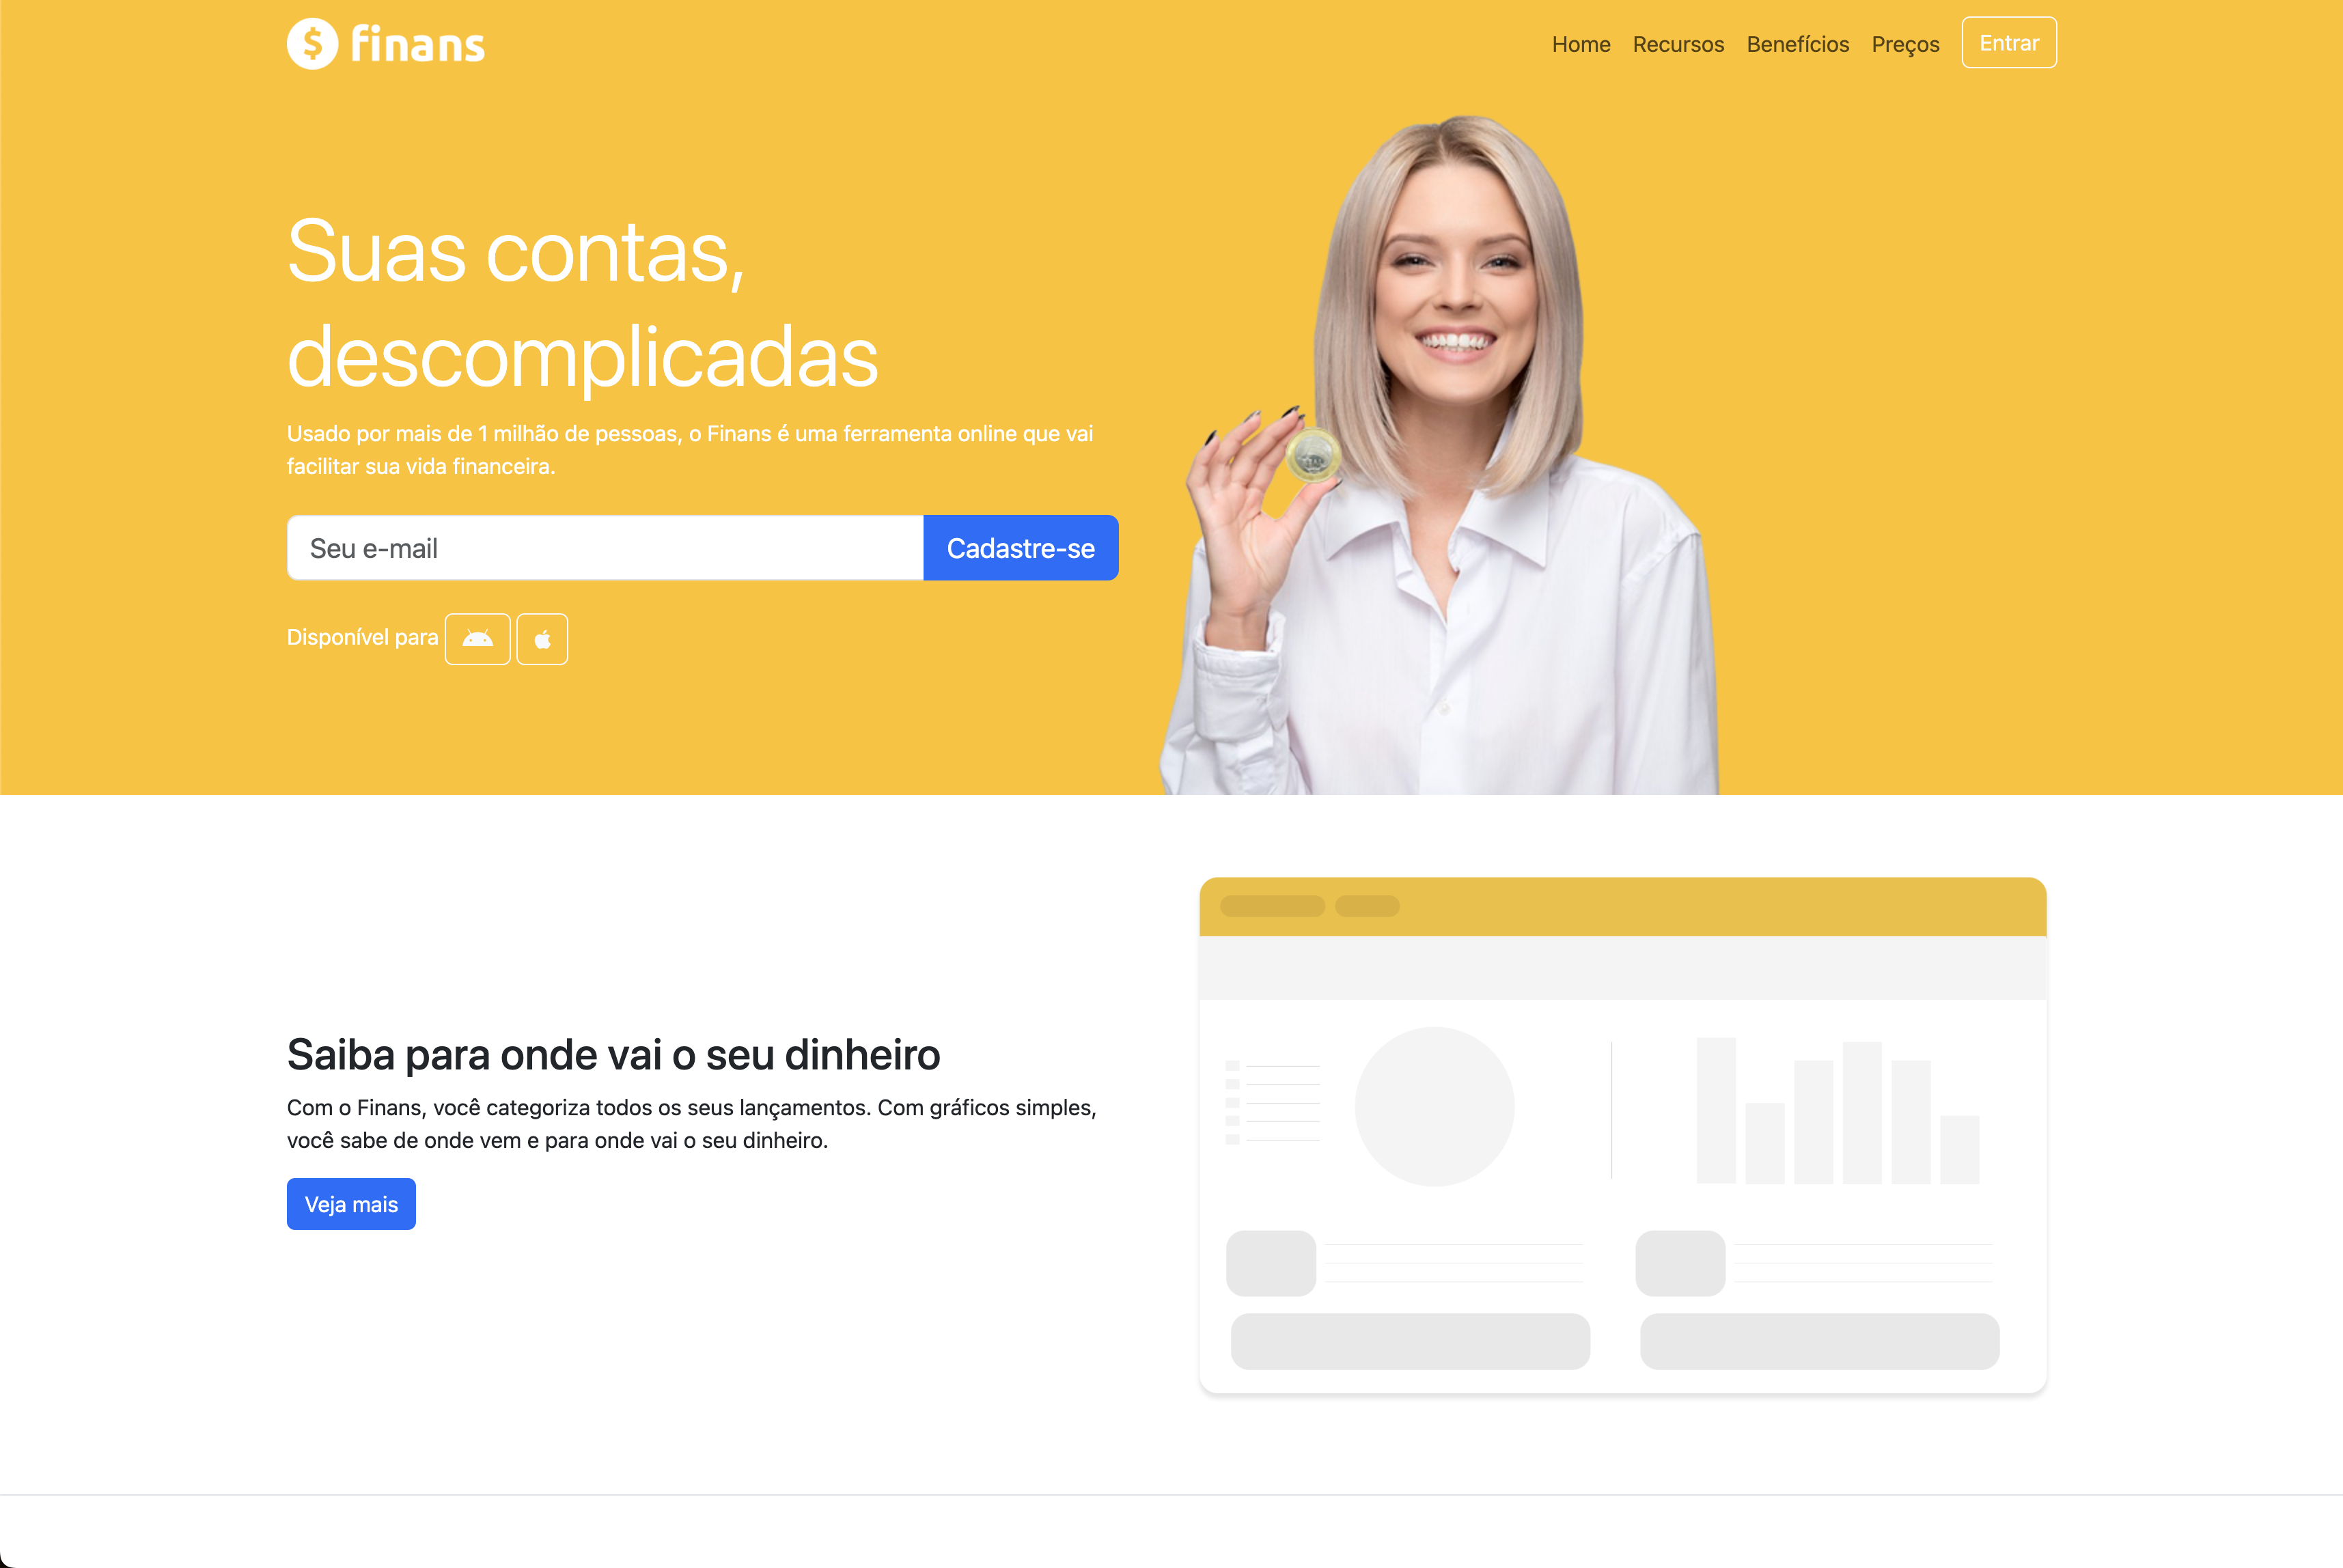 finans
Home Recursos Benefícios Preços Entrar
Suas contas,
descomplicadas
Usado por mais de 1 milhão de pessoas, o Finans é uma ferramenta online que vai
facilitar sua vida financeira.
Seu e-mail Cadastre-se
Disponível para
Saiba para onde vai o seu dinheiro
Com o Finans, você categoriza todos os seus lançamentos. Com gráficos simples,
você sabe de onde vem e para onde vai o seu dinheiro.
Veja mais